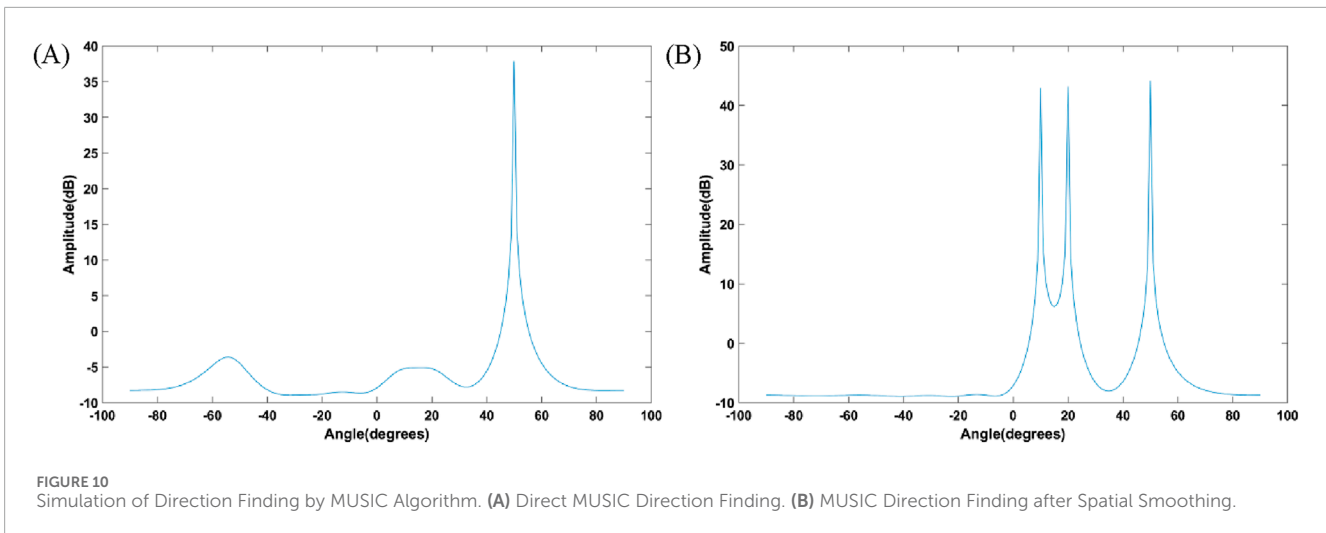 (A)
40
35
30
25
20
15
10
5
0
-5
-10
Amplitude(dB)
-100 -80 -60 -40 -20 0 20 40 60 80 100
Angle(degrees)
(B)
50
40
30
20
10
0
-10
Amplitude(dB)
-100 -80 -60 -40 -20 0 20 40 60 80 100
Angle(degrees)
FIGURE 10
Simulation of Direction Finding by MUSIC Algorithm. (A) Direct MUSIC Direction Finding. (B) MUSIC Direction Finding after Spatial Smoothing.